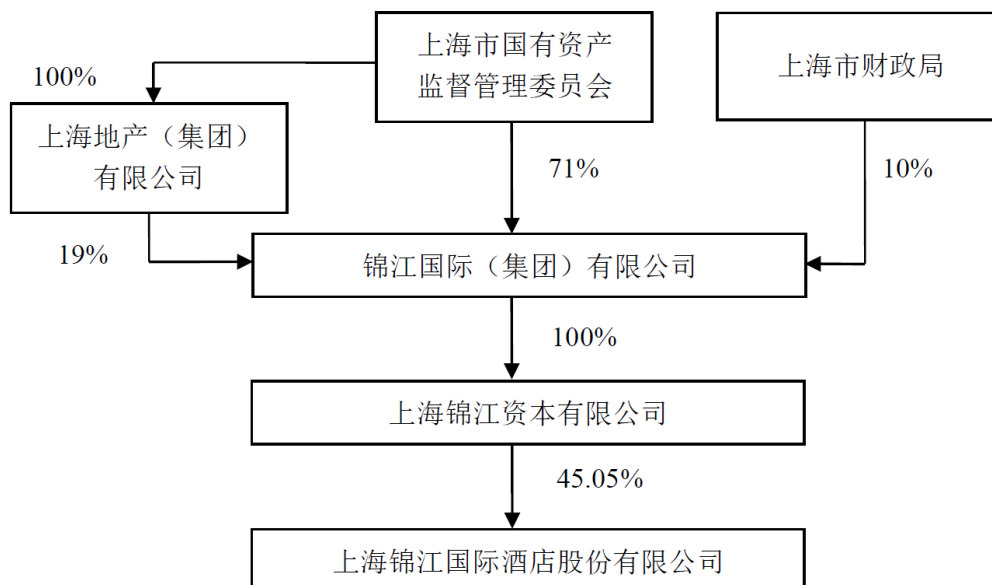 上海市国有资产
监督管理委员会
上海市财政局
100%
上海地产（集团）
有限公司
71%
10%
19%
锦江国际（集团）有限公司
100%
上海锦江资本有限公司
45.05%
上海锦江国际酒店股份有限公司